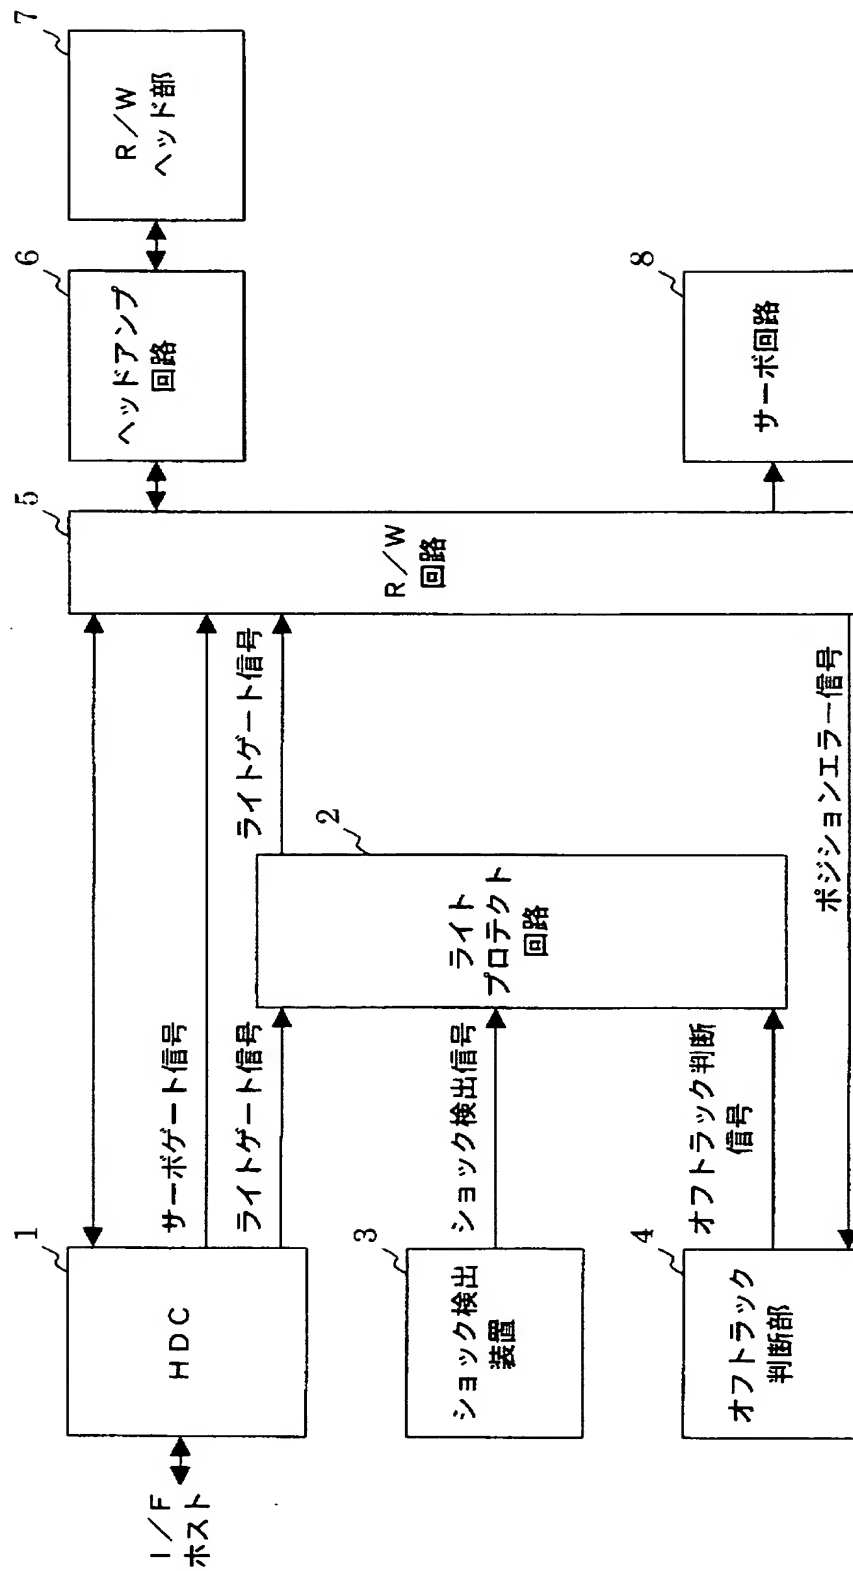 I／F
ホスト
1
HDC
サーボゲート信号
ライトゲート信号
3
ショック検出
装置
ショック検出信号
4
オフトラック
判断部
オフトラック判断
信号
2
ライト
プロテクト
回路
ライトゲート信号
ポジションエラー信号
5
R／W
回路
6
ヘッドアンプ
回路
7
R／W
ヘッド部
8
サーボ回路